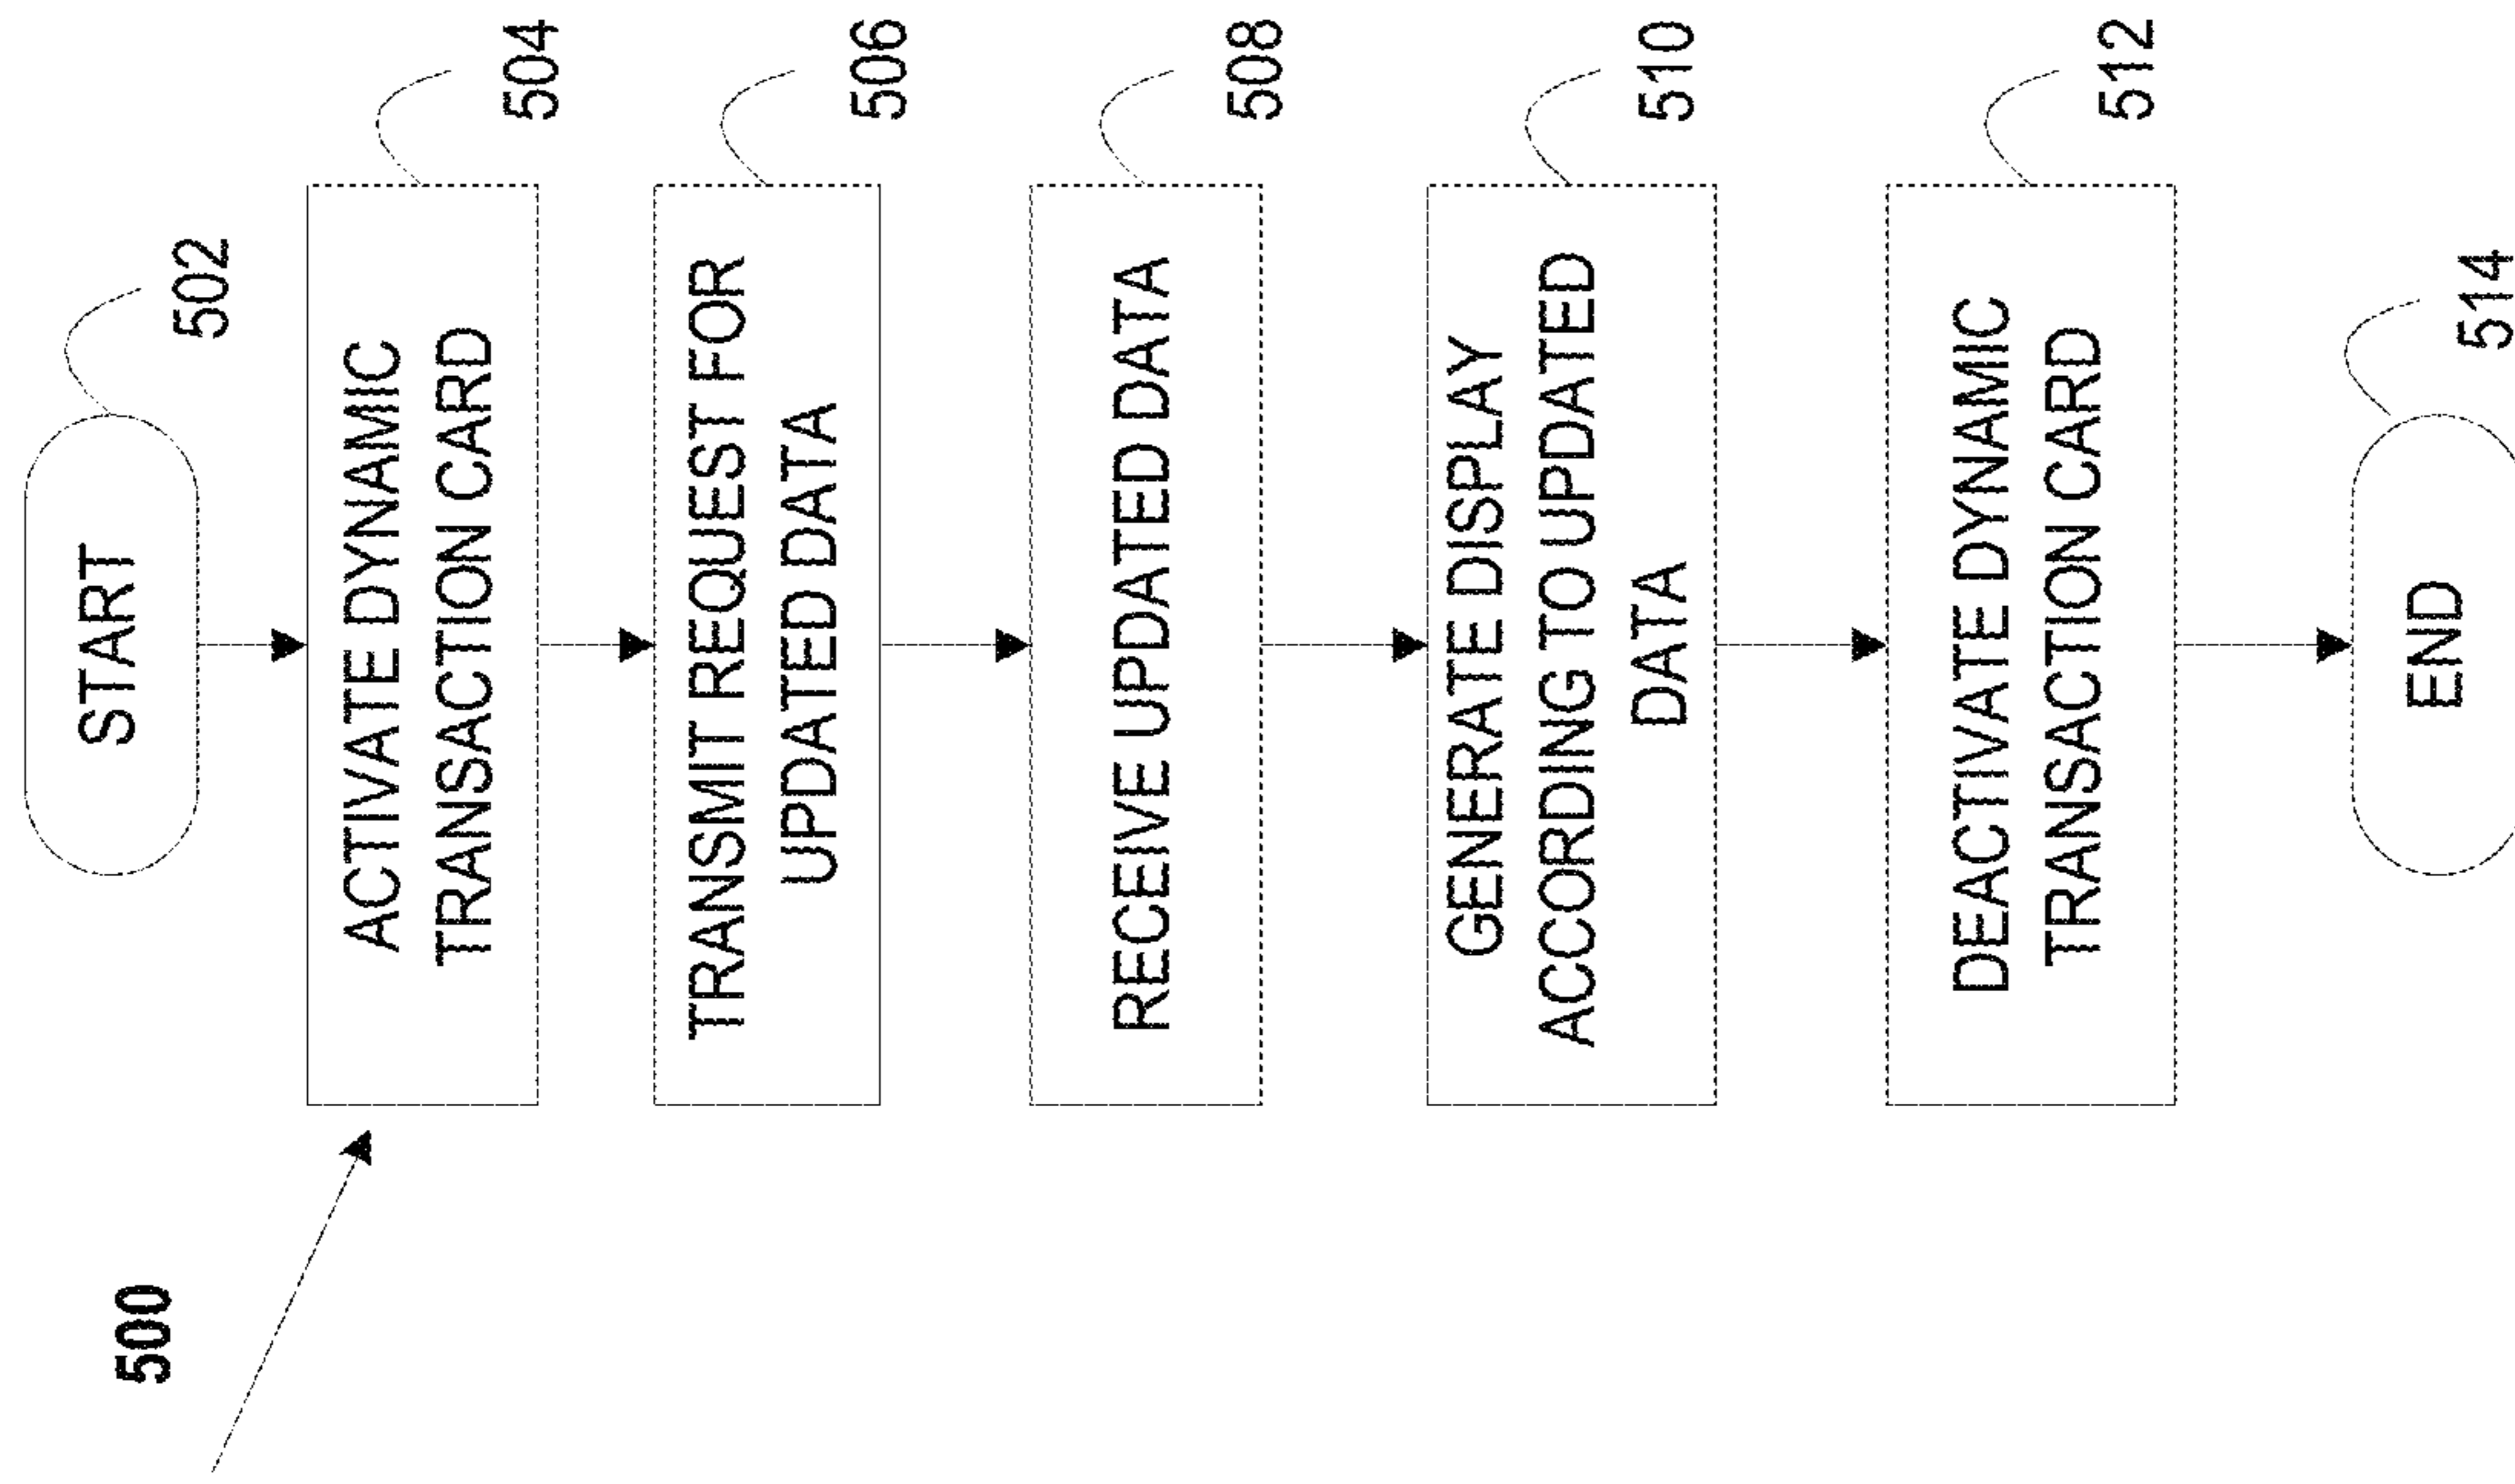 500
START
502
ACTIVATE DYNAMIC
TRANSACTION CARD
504
TRANSMIT REQUEST FOR
UPDATED DATA
506
RECEIVE UPDATED DATA
508
GENERATE DISPLAY
ACCORDING TO UPDATED
DATA
510
DEACTIVATE DYNAMIC
TRANSACTION CARD
512
END
514